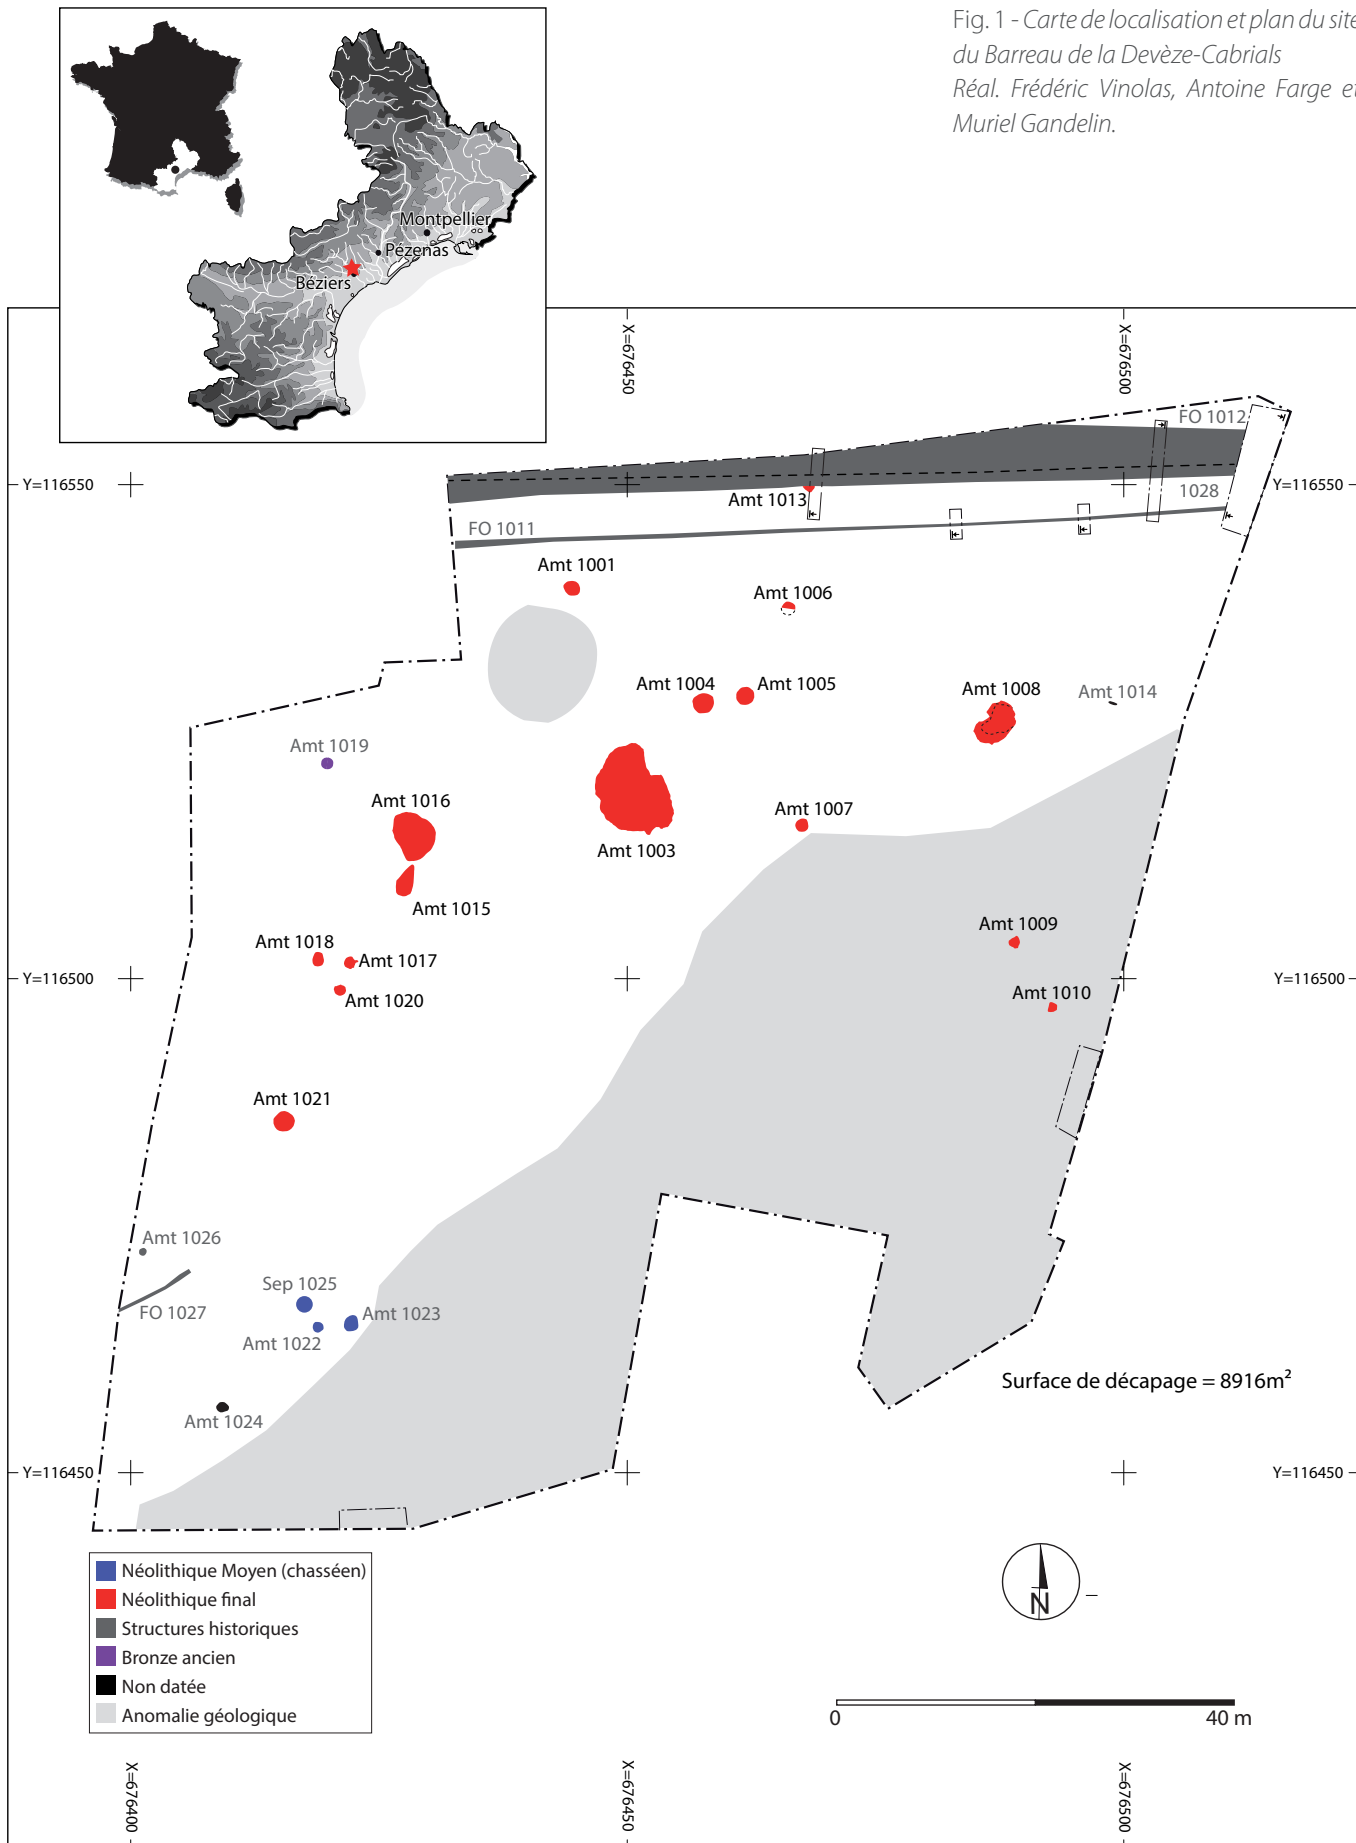 Fig. 1 - Carte de localisation et plan du site
du Barreau de la Devèze-Cabrials
Réal. Frédéric Vinolas, Antoine Farge et
Muriel Gandelin.
Montpellier
Pézenas
Béziers
X=676450
X=676500
FO 1012
Y=116550
Y=116550
Amt 1013
1028
FO 1011
Amt 1001
Amt 1006
Amt 1004
Amt 1005
Amt 1008
Amt 1014
Amt 1019
Amt 1016
Amt 1007
Amt 1003
Amt 1015
Amt 1009
Amt 1018
Amt 1017
Y=116500
Y=116500
Amt 1010
Amt 1020
Amt 1021
Amt 1026
Sep 1025
FO 1027
Amt 1023
Amt 1022
Surface de décapage = 8916m²
Amt 1024
Y=116450
Y=116450
Néolithique Moyen (chasséen)
Néolithique final
Structures historiques
Bronze ancien
Non datée
Anomalie géologique
N
0
40 m
X=676400
X=676450
X=676500